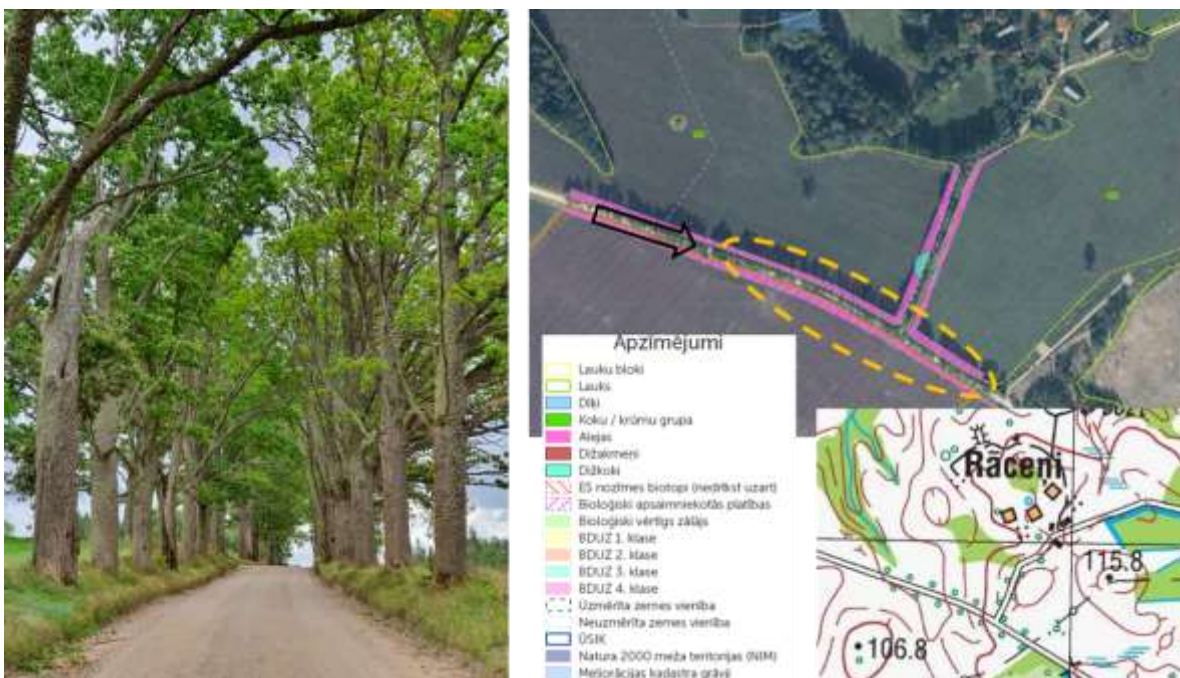 Apzīmējumi
Lauku bloki
Lauks
Dīķi
Koku / krūmu grupa
Alejas
Dižakmeņi
Dižkoki
ES nozīmes biotopi (nedrīkst uzart)
Bioloģiski apsaimniekotās platības
Bioloģiski vērtīgs zālājs
BDUZ 1. klase
BDUZ 2. klase
BDUZ 3. klase
BDUZ 4. klase
Uzmērīta zemes vienība
Neuzmērīta zemes vienība
ŪSIK
Natura 2000 meža teritorijas (NIM)
Meliorācijas kadastra grāvji
Rāceņi
115.8
106.8